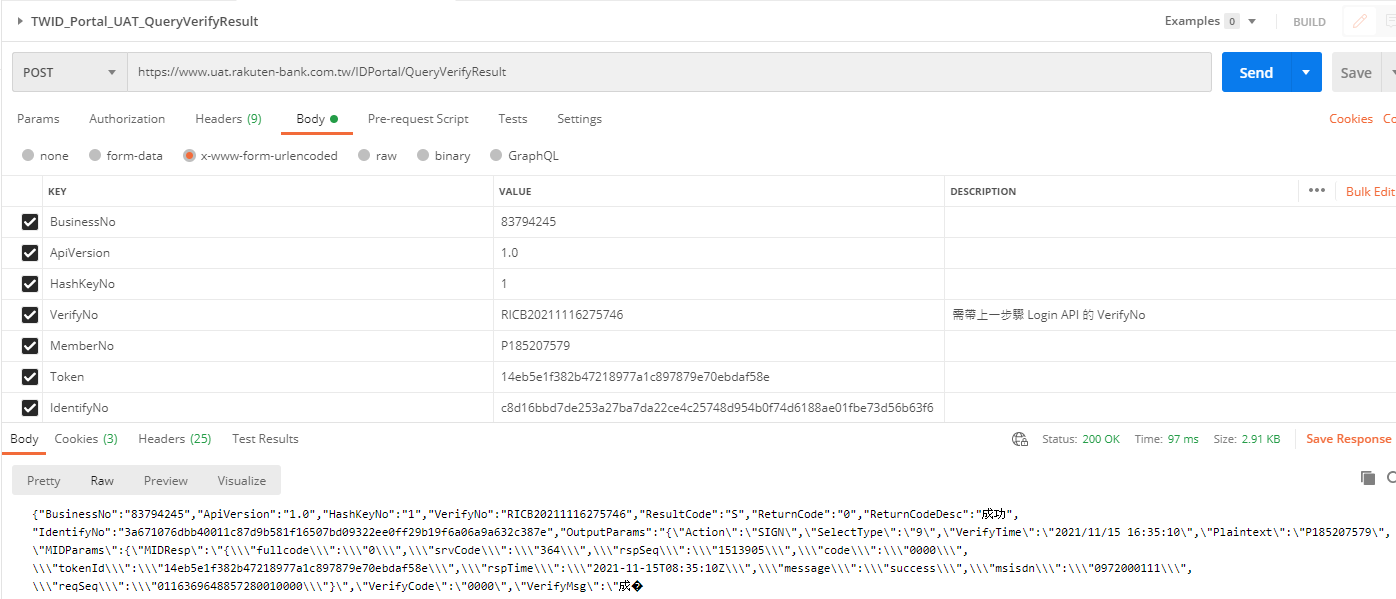 TWID_Portal_UAT_QueryVerifyResult Examples 0 BUILD
POST https://www.uat.rakuten-bank.com.tw/IDPortal/QueryVerifyResult Send Save
Params Authorization Headers (9) Body Pre-request Script Tests Settings Cookies Co
none form-data x-www-form-urlencoded raw binary GraphQL
KEY VALUE DESCRIPTION ••• Bulk Edit
BusinessNo 83794245
ApiVersion 1.0
HashKeyNo 1
VerifyNo RICB20211116275746 需帶上一步驟 Login API 的 VerifyNo
MemberNo P185207579
Token 14eb5e1f382b47218977a1c897879e70ebdaf58e
IdentifyNo c8d16bbd7de253a27ba7da22ce4c25748d954b0f74d6188ae01fbe73d56b63f6
Body Cookies (3) Headers (25) Test Results Status: 200 OK Time: 97 ms Size: 2.91 KB Save Response
Pretty Raw Preview Visualize
{"BusinessNo":"83794245","ApiVersion":"1.0","HashKeyNo":"1","VerifyNo":"RICB20211116275746","ResultCode":"S","ReturnCode":"0","ReturnCodeDesc":"成功",
"IdentifyNo":"3a671076dbb40011c87d9b581f16507bd09322ee0ff29b19f6a06a9a632c387e","OutputParams":"{\"Action\":\"SIGN\",\"SelectType\":\"9\",\"VerifyTime\":\"2021/11/15 16:35:10\",\"Plaintext\":\"P185207579\",
\"MIDParams\":{\"MIDResp\":\"{\\\"fullcode\\\":\\\"0\\\",\\\"srvCode\\\":\\\"364\\\",\\\"rspSeq\\\":\\\"1513905\\\",\\\"code\\\":\\\"0000\\\",
\\\"tokenId\\\":\\\"14eb5e1f382b47218977a1c897879e70ebdaf58e\\\",\\\"rspTime\\\":\\\"2021-11-15T08:35:10Z\\\",\\\"message\\\":\\\"success\\\",\\\"msisdn\\\":\\\"0972000111\\\",
\\\"reqSeq\\\":\\\"0116369648857280010000\\\"}\",\"VerifyCode\":\"0000\",\"VerifyMsg\":\"成�